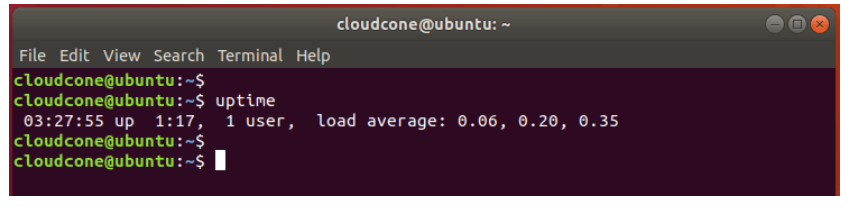 cloudcone@ubuntu: ~
File Edit View Search Terminal Help
cloudcone@ubuntu:~$
cloudcone@ubuntu:~$ uptime
 03:27:55 up  1:17,  1 user,  load average: 0.06, 0.20, 0.35
cloudcone@ubuntu:~$
cloudcone@ubuntu:~$